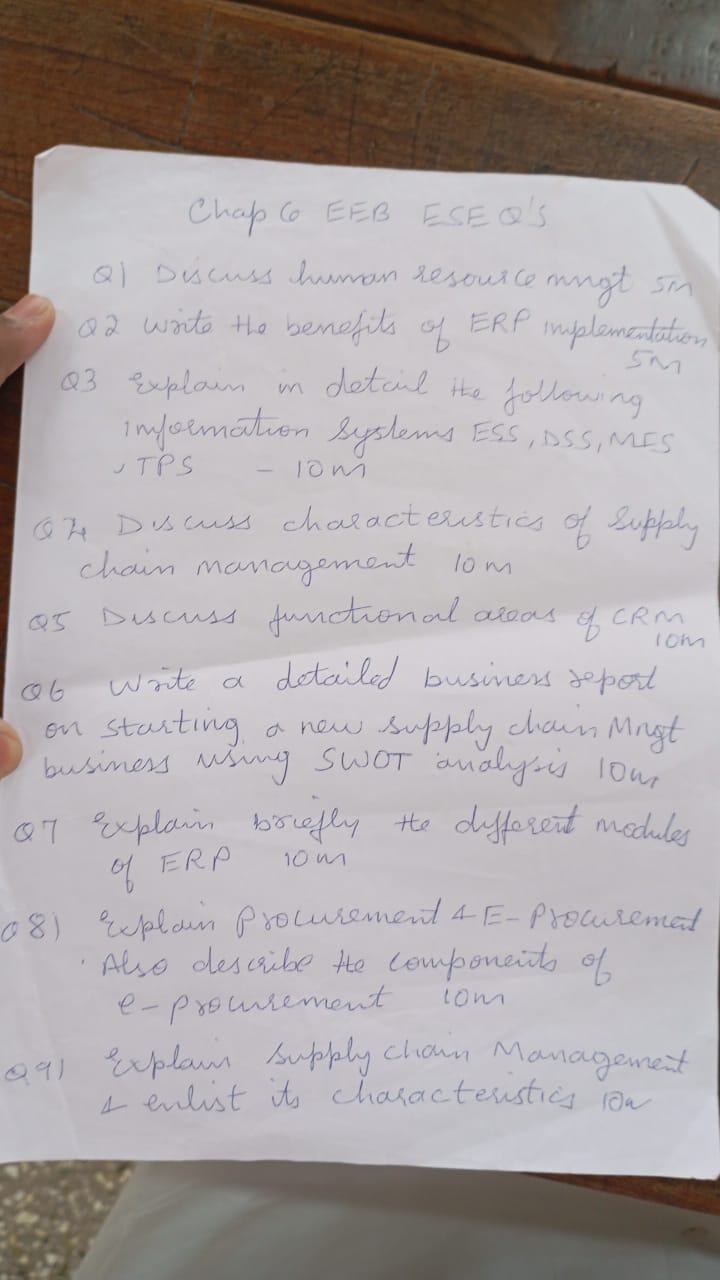 Chap 6 EEB ESE Q'S
Q1 Discuss human resource mngt 5M
Q2 Write the benefits of ERP implementation
5M
Q3 Explain in detail the following
information systems ESS, DSS, MIS
, TPS - 10M
Q4 Discuss characteristics of Supply
chain management 10M
Q5 Discuss functional areas of CRM
10M
Q6 Write a detailed business report
on starting a new supply chain Mngt
business using SWOT analysis 10M
Q7 Explain briefly the different modules
of ERP 10M
Q8) Explain Procurement & E-Procurement
. Also describe the components of
e-procurement 10M
Q9) Explain Supply chain Management
& enlist its characteristics 10M